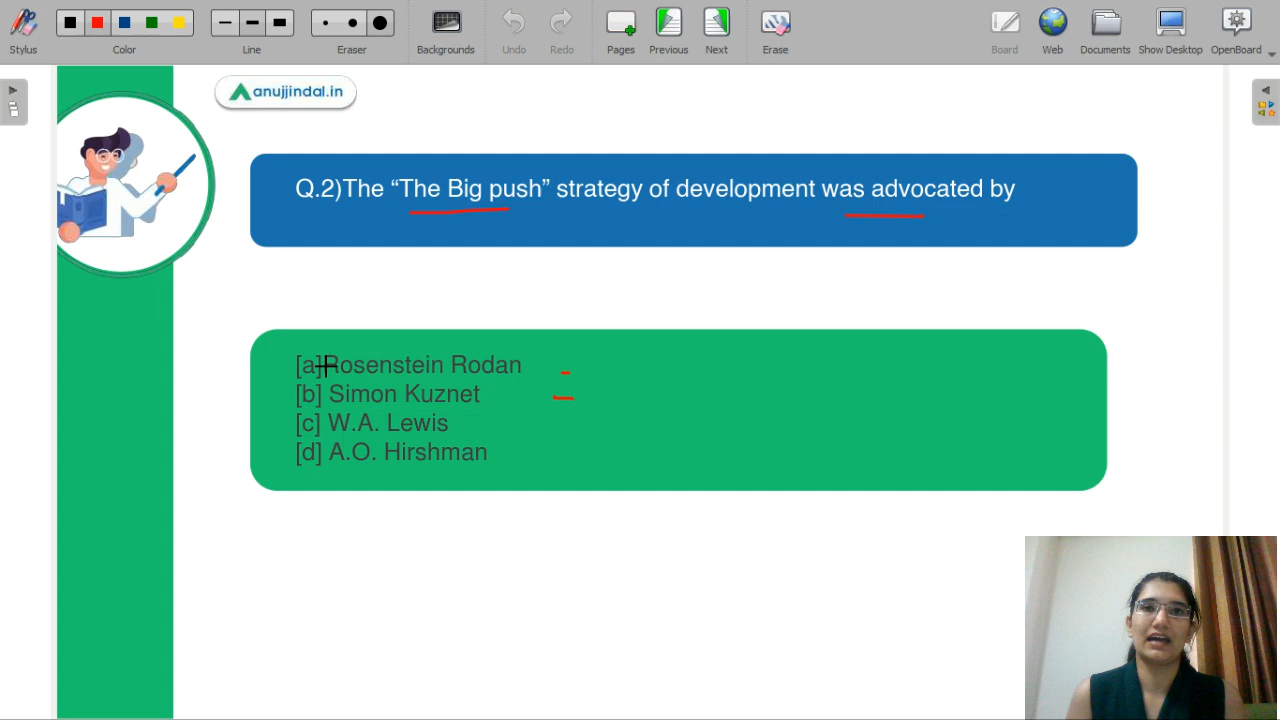 Stylus
Color
Line
Eraser
Backgrounds
Undo
Redo
Pages
Previous
Next
Erase
Board
Web
Documents
Show Desktop
OpenBoard
anujjindal.in
Q.2)The “The Big push” strategy of development was advocated by
[a]Rosenstein Rodan
[b] Simon Kuznet
[c] W.A. Lewis
[d] A.O. Hirshman